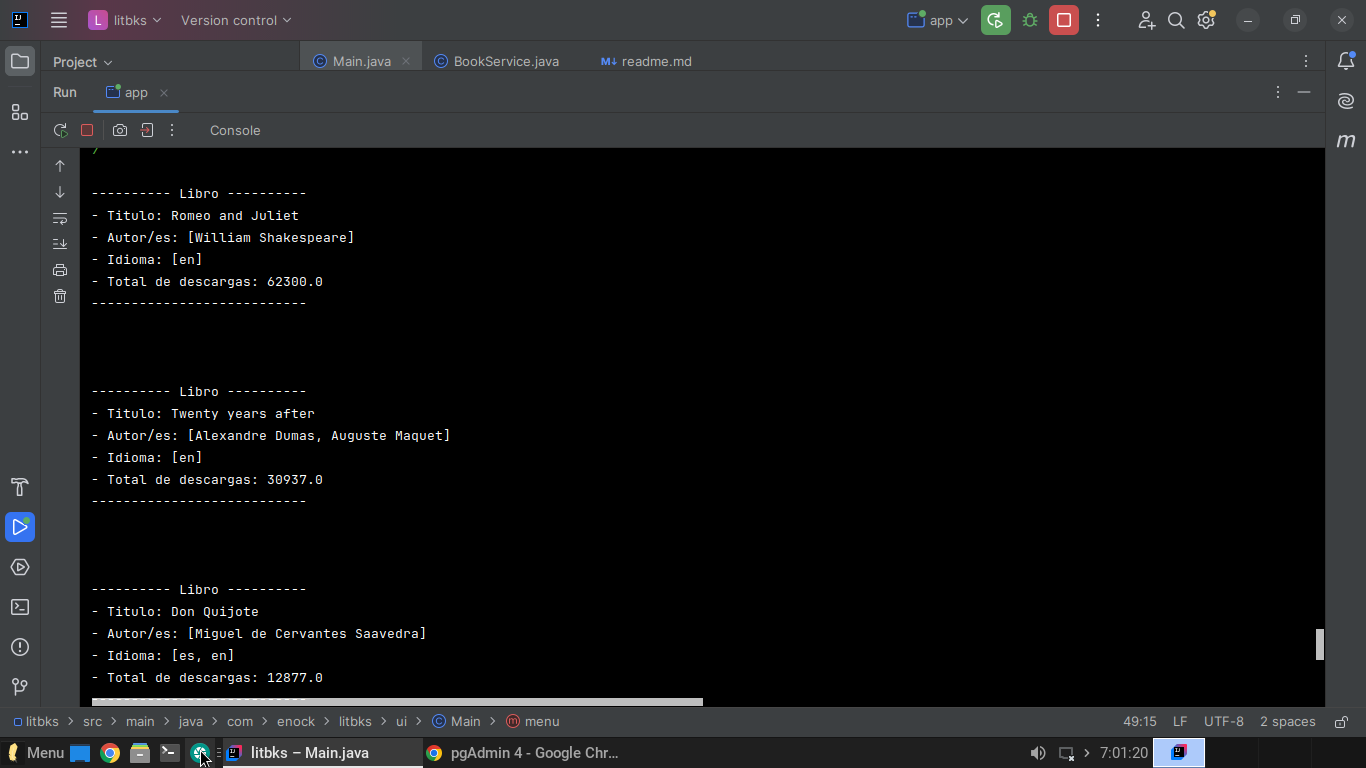 L litbks Version control app
Project Main.java BookService.java M↓ readme.md
Run app
Console
---------- Libro ----------
- Titulo: Romeo and Juliet
- Autor/es: [William Shakespeare]
- Idioma: [en]
- Total de descargas: 62300.0
---------------------------
---------- Libro ----------
- Titulo: Twenty years after
- Autor/es: [Alexandre Dumas, Auguste Maquet]
- Idioma: [en]
- Total de descargas: 30937.0
---------------------------
---------- Libro ----------
- Titulo: Don Quijote
- Autor/es: [Miguel de Cervantes Saavedra]
- Idioma: [es, en]
- Total de descargas: 12877.0
litbks > src > main > java > com > enock > litbks > ui > Main > menu 49:15 LF UTF-8 2 spaces
Menu litbks – Main.java pgAdmin 4 - Google Chr... 7:01:20